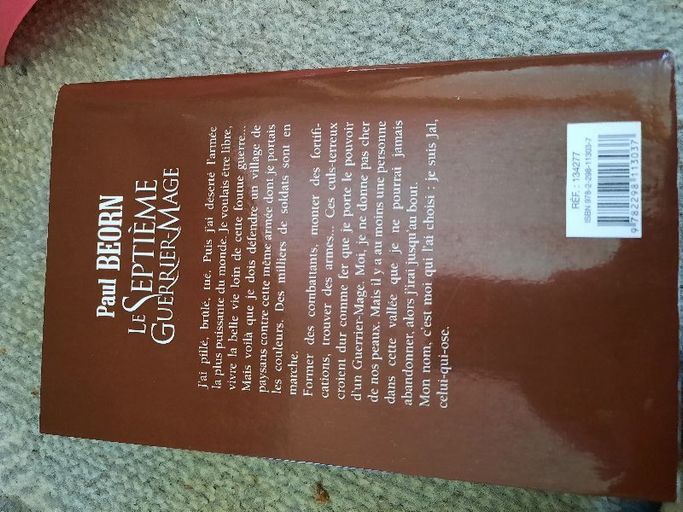 Paul BEORN
LE SEPTIÈME
GUERRIER-MAGE
J'ai pillé, brûlé, tué. Puis j'ai déserté l'armée
la plus puissante du monde. Je voulais être libre,
vivre la belle vie loin de cette foutue guerre...
Mais voilà que je dois défendre un village de
paysans contre cette même armée dont je portais
les couleurs. Des milliers de soldats sont en
marche.
Former des combattants, monter des fortifi-
cations, trouver des armes... Ces culs-terreux
croient dur comme fer que je porte le pouvoir
d'un Guerrier-Mage. Moi, je ne donne pas cher
de nos peaux. Mais il y a au moins une personne
dans cette vallée que je ne pourrai jamais
abandonner, alors j'irai jusqu'au bout.
Mon nom, c'est moi qui l'ai choisi : je suis Jal,
celui-qui-ose.
RÉF. : 134277
ISBN 978-2-298-11303-7
9 782298 113037